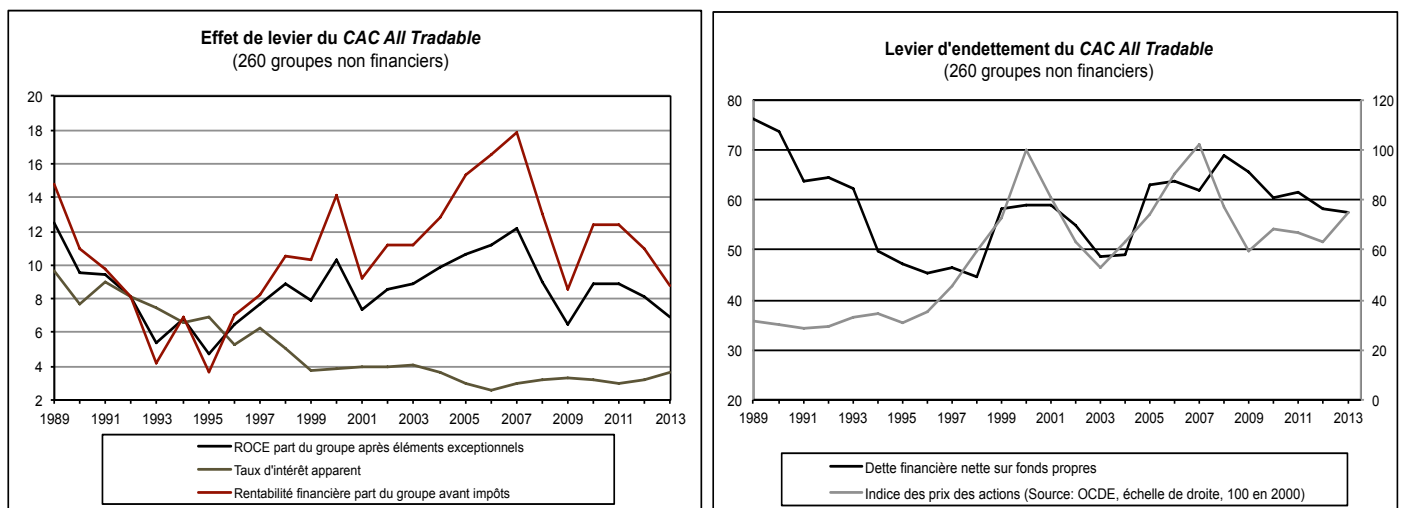 Effet de levier du CAC All Tradable
(260 groupes non financiers)
20
18
16
14
12
10
8
6
4
2
1989 1991 1993 1995 1997 1999 2001 2003 2005 2007 2009 2011 2013
ROCE part du groupe après éléments exceptionnels
Taux d'intérêt apparent
Rentabilité financière part du groupe avant impôts
Levier d'endettement du CAC All Tradable
(260 groupes non financiers)
80 120
70 100
60 80
50 60
40 40
30 20
20 0
1989 1991 1993 1995 1997 1999 2001 2003 2005 2007 2009 2011 2013
Dette financière nette sur fonds propres
Indice des prix des actions (Source: OCDE, échelle de droite, 100 en 2000)